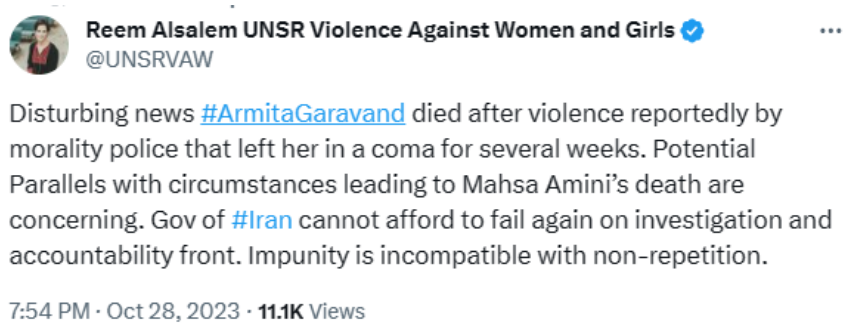 Reem Alsalem UNSR Violence Against Women and Girls
@UNSRVAW
Disturbing news #ArmitaGaravand died after violence reportedly by
morality police that left her in a coma for several weeks. Potential
Parallels with circumstances leading to Mahsa Amini's death are
concerning. Gov of #Iran cannot afford to fail again on investigation and
accountability front. Impunity is incompatible with non-repetition.
7:54 PM · Oct 28, 2023 · 11.1K Views